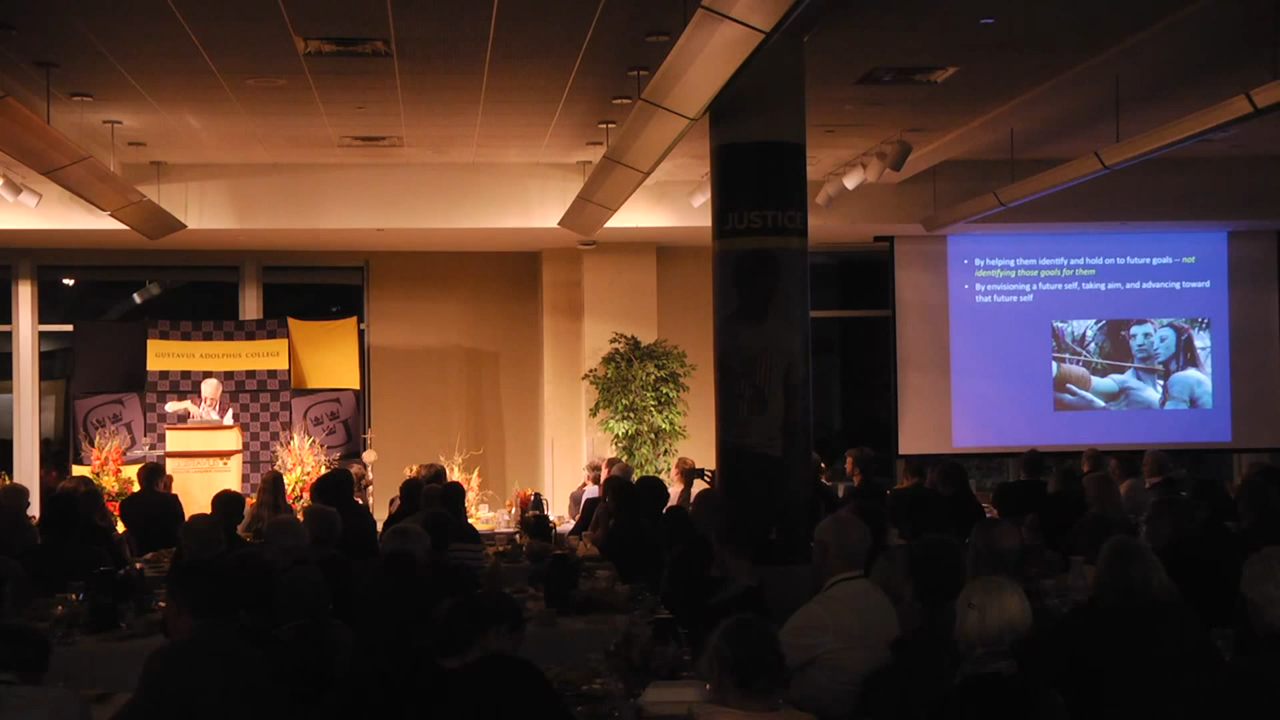 GUSTAVUS ADOLPHUS COLLEGE
G
G
JUSTICE
• By helping them identify and hold on to future goals – not
identifying those goals for them
• By envisioning a future self, taking aim, and advancing toward
that future self